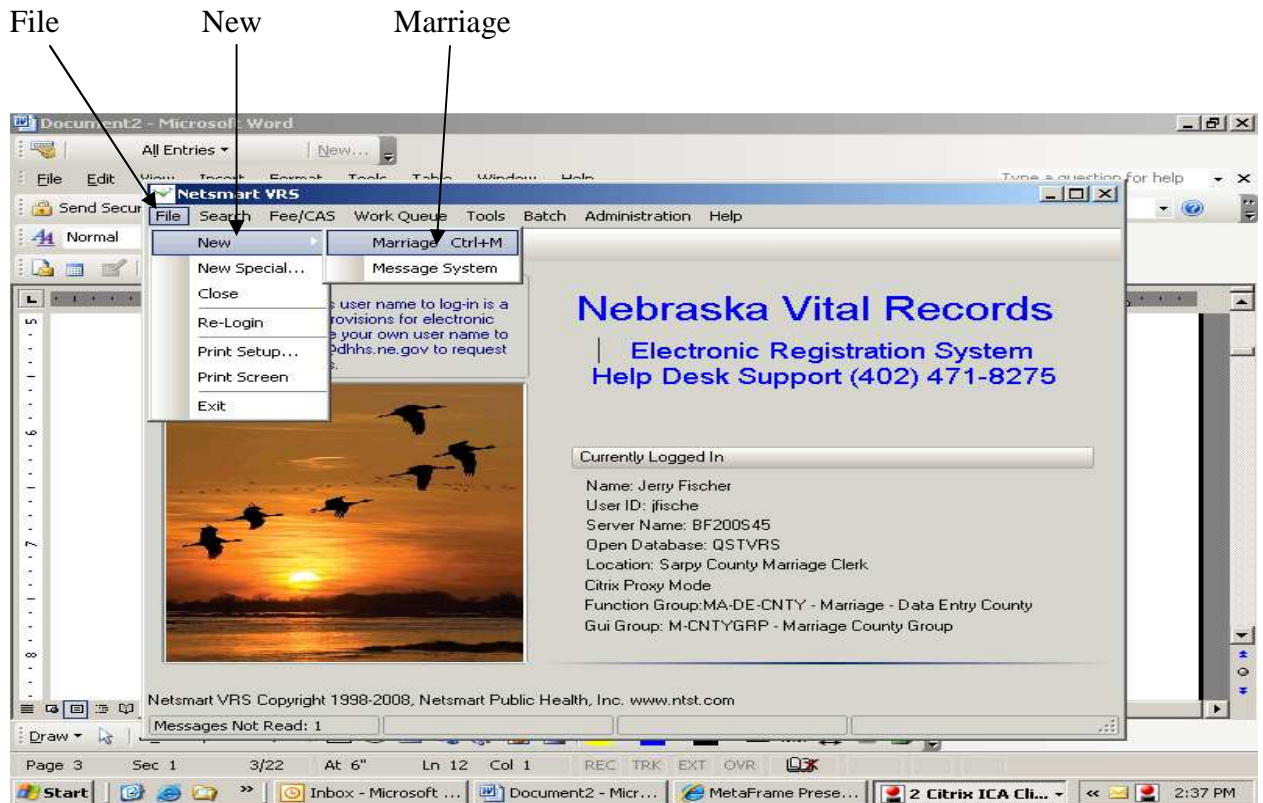 File New Marriage
Document2 - Microsoft Word
All Entries New...
File Edit View Insert Format Tools Table Window Help Type a question for help
Netsmart VRS
Send Secur
File Search Fee/CAS Work Queue Tools Batch Administration Help
Normal
New Marriage Ctrl+M
New Special... Message System
Close
Re-Login
Print Setup...
Print Screen
Exit
user name to log-in is a
rovisions for electronic
your own user name to
@dhhs.ne.gov to request
Nebraska Vital Records
Electronic Registration System
Help Desk Support (402) 471-8275
Currently Logged In
Name: Jerry Fischer
User ID: jfische
Server Name: BF200S45
Open Database: QSTVRS
Location: Sarpy County Marriage Clerk
Citrix Proxy Mode
Function Group:MA-DE-CNTY - Marriage - Data Entry County
Gui Group: M-CNTYGRP - Marriage County Group
Netsmart VRS Copyright 1998-2008, Netsmart Public Health, Inc. www.ntst.com
Messages Not Read: 1
Draw
Page 3 Sec 1 3/22 At 6" Ln 12 Col 1 REC TRK EXT OVR
Start Inbox - Microsoft ... Document2 - Micr... MetaFrame Prese... 2 Citrix ICA Cli... 2:37 PM